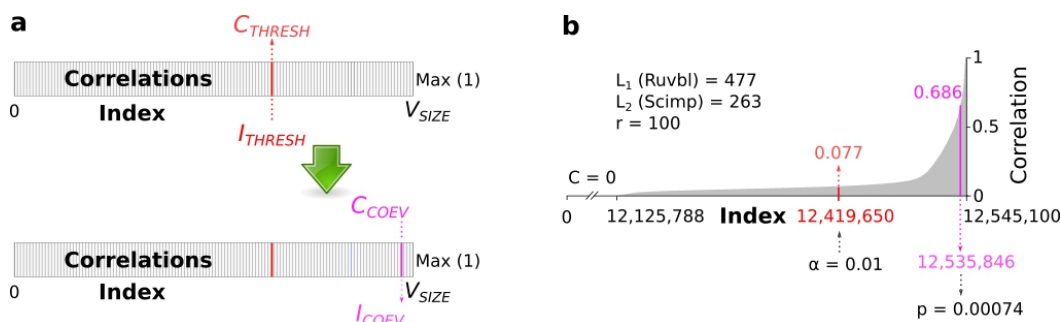 a
C_THRESH
Correlations
Max (1)
0
Index
V_SIZE
I_THRESH
C_COEV
Correlations
Max (1)
0
Index
V_SIZE
I_COEV
b
L₁ (Ruvbl) = 477
L₂ (Scimp) = 263
r = 100
1
0.686
0.5
0.077
Correlation
C = 0
0
0
12,125,788
Index
12,419,650
12,545,100
α = 0.01
12,535,846
p = 0.00074